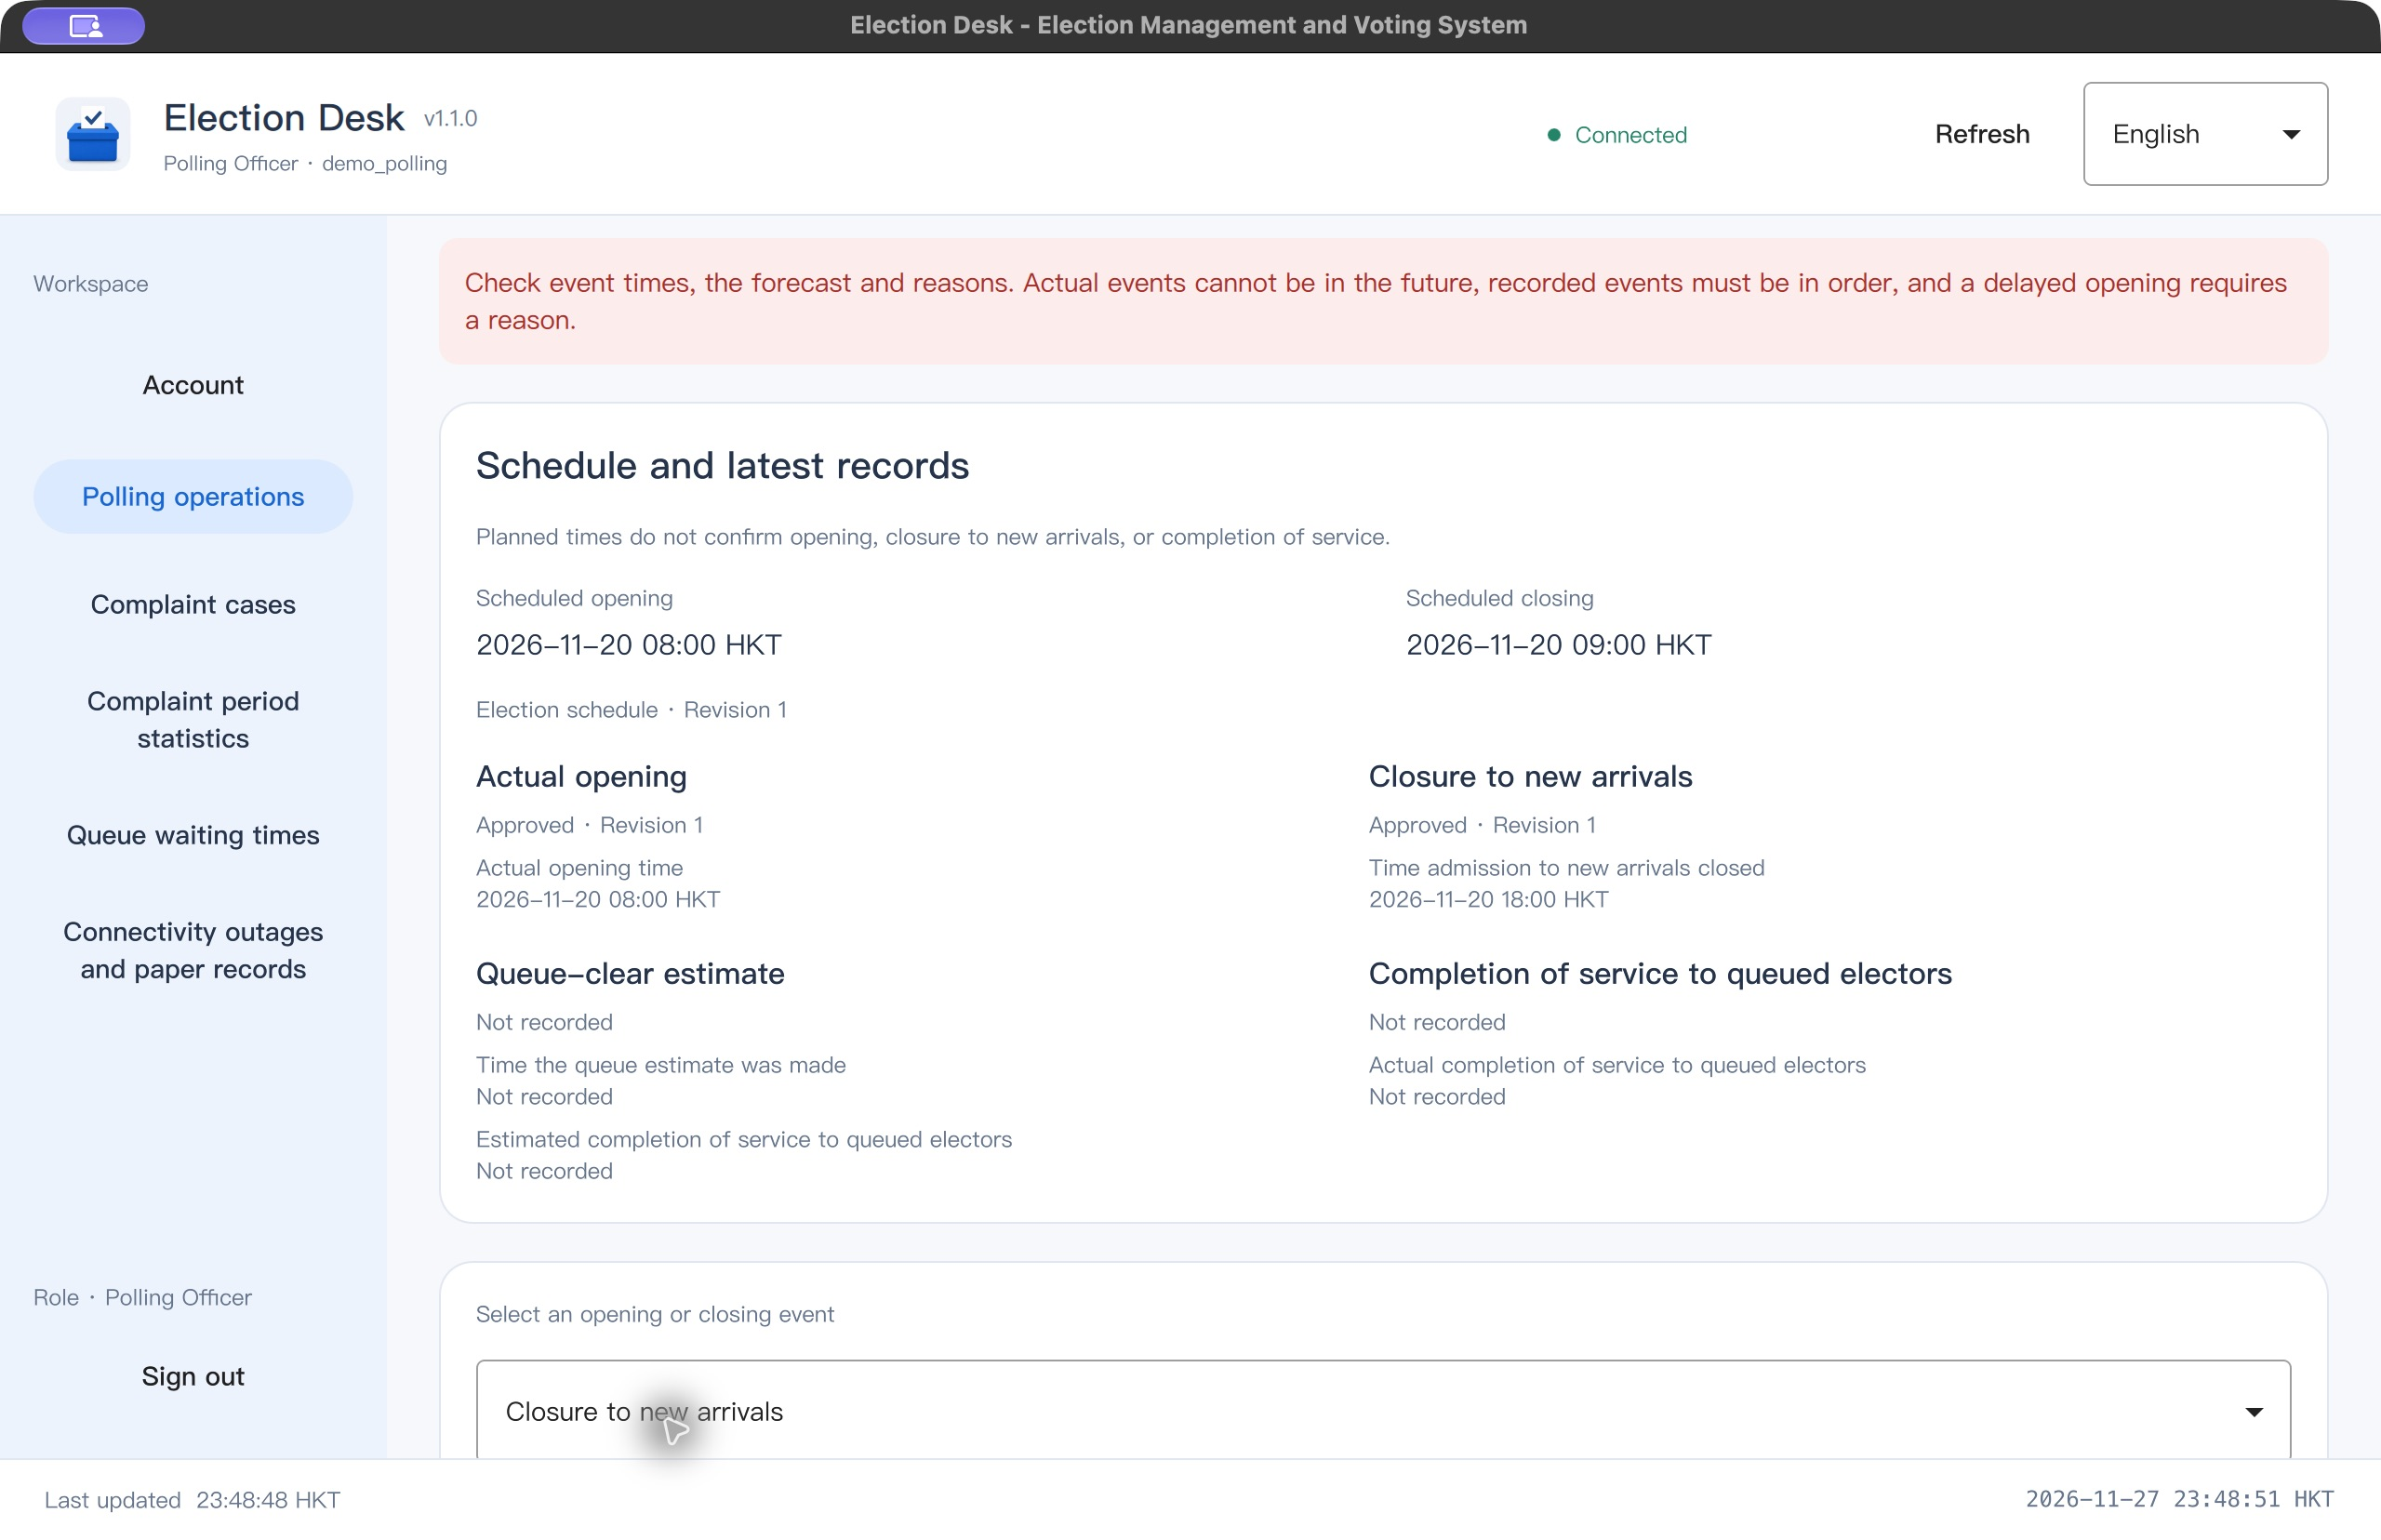 Election Desk - Election Management and Voting System
Election Desk v1.1.0
Polling Officer · demo_polling
Connected
Refresh
English
Workspace
Account
Polling operations
Complaint cases
Complaint period
statistics
Queue waiting times
Connectivity outages
and paper records
Role · Polling Officer
Sign out
Check event times, the forecast and reasons. Actual events cannot be in the future, recorded events must be in order, and a delayed opening requires
a reason.
Schedule and latest records
Planned times do not confirm opening, closure to new arrivals, or completion of service.
Scheduled opening
2026–11–20 08:00 HKT
Scheduled closing
2026–11–20 09:00 HKT
Election schedule · Revision 1
Actual opening
Approved · Revision 1
Actual opening time
2026–11–20 08:00 HKT
Closure to new arrivals
Approved · Revision 1
Time admission to new arrivals closed
2026–11–20 18:00 HKT
Queue–clear estimate
Not recorded
Time the queue estimate was made
Not recorded
Estimated completion of service to queued electors
Not recorded
Completion of service to queued electors
Not recorded
Actual completion of service to queued electors
Not recorded
Select an opening or closing event
Closure to new arrivals
Last updated 23:48:48 HKT
2026–11–27 23:48:51 HKT